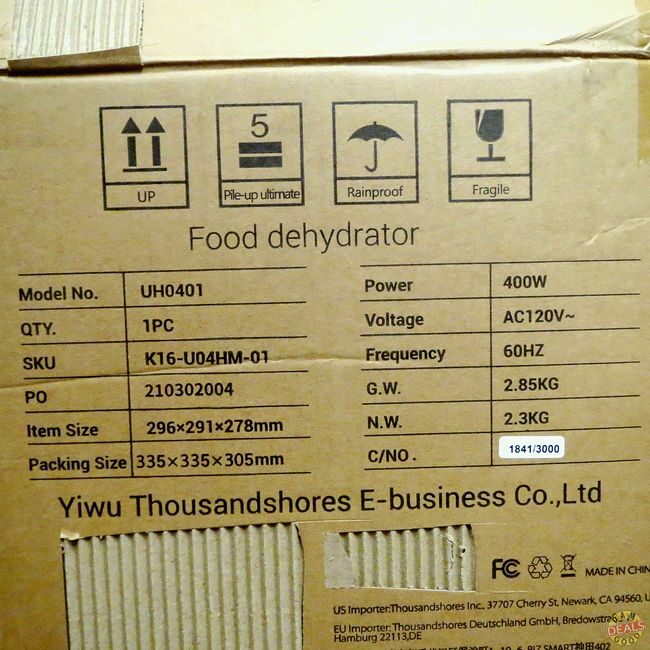 UP
5
Pile-up ultimate
Rainproof
Fragile
Food dehydrator
Model No. UH0401
QTY. 1PC
SKU K16-U04HM-01
PO 210302004
Item Size 296×291×278mm
Packing Size 335×335×305mm
Power 400W
Voltage AC120V~
Frequency 60HZ
G.W. 2.85KG
N.W. 2.3KG
C/NO. 1841/3000
Yiwu Thousandshores E-business Co.,Ltd
FC MADE IN CHIN
US Importer:Thousandshores Inc., 37707 Cherry St, Newark, CA 94560, U
EU Importer:Thousandshores Deutschland GmbH, Bredowstraß
Hamburg 22113,DE
DEALS
GOOD